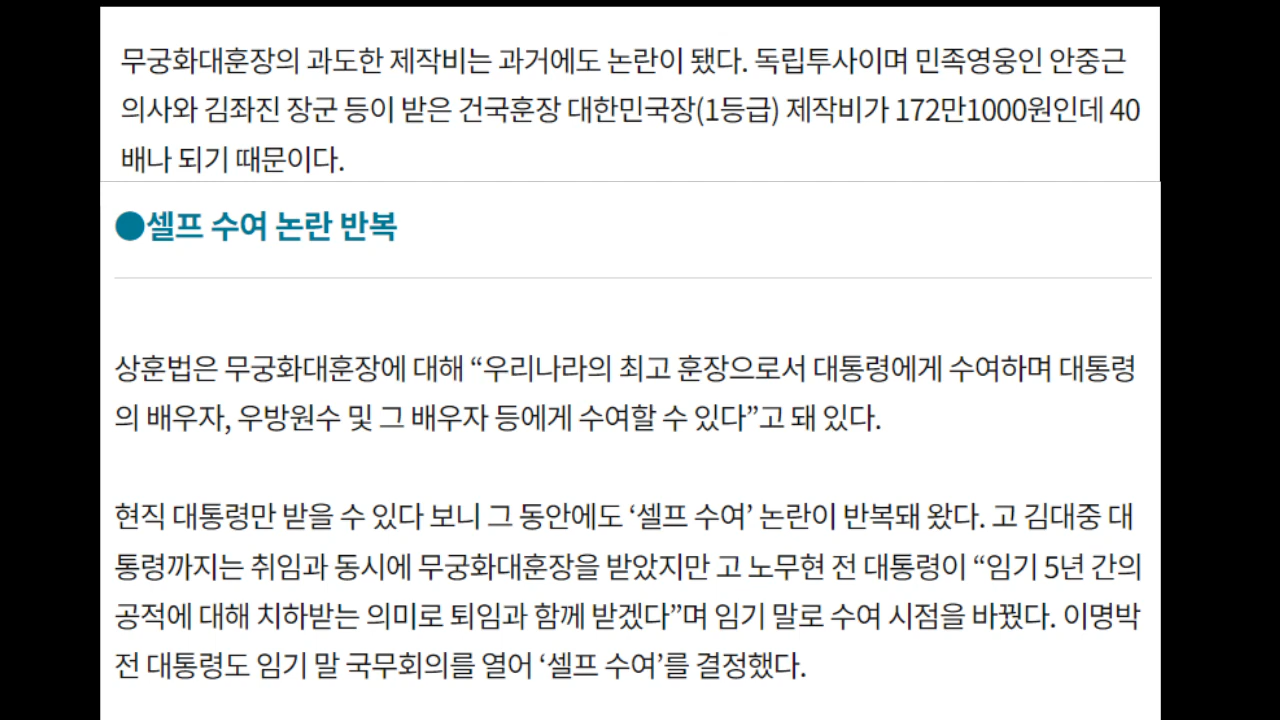 무궁화대훈장의 과도한 제작비는 과거에도 논란이 됐다. 독립투사이며 민족영웅인 안중근
의사와 김좌진 장군 등이 받은 건국훈장 대한민국장(1등급) 제작비가 172만1000원인데 40
배나 되기 때문이다.
●셀프 수여 논란 반복
상훈법은 무궁화대훈장에 대해 “우리나라의 최고 훈장으로서 대통령에게 수여하며 대통령
의 배우자, 우방원수 및 그 배우자 등에게 수여할 수 있다”고 돼 있다.
현직 대통령만 받을 수 있다 보니 그 동안에도 ‘셀프 수여’ 논란이 반복돼 왔다. 고 김대중 대
통령까지는 취임과 동시에 무궁화대훈장을 받았지만 고 노무현 전 대통령이 “임기 5년 간의
공적에 대해 치하받는 의미로 퇴임과 함께 받겠다”며 임기 말로 수여 시점을 바꿨다. 이명박
전 대통령도 임기 말 국무회의를 열어 ‘셀프 수여’를 결정했다.